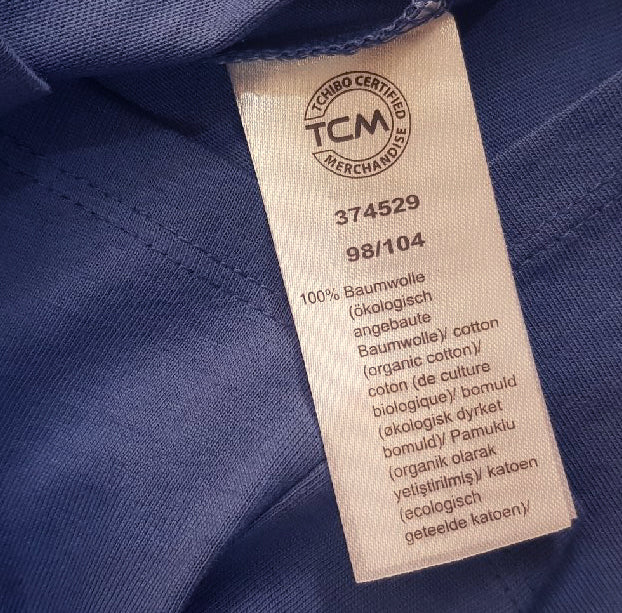 TCHIBO CERTIFIED
TCM
MERCHANDISE
374529
98/104
100% Baumwolle
(ökologisch
angebaute
Baumwolle)/ cotton
(organic cotton)/
coton (de culture
biologique)/ bomuld
(økologisk dyrket
bomuld)/ Pamuklu
(organik olarak
yetiştirilmiş)/ katoen
(ecologisch
geteelde katoen)/